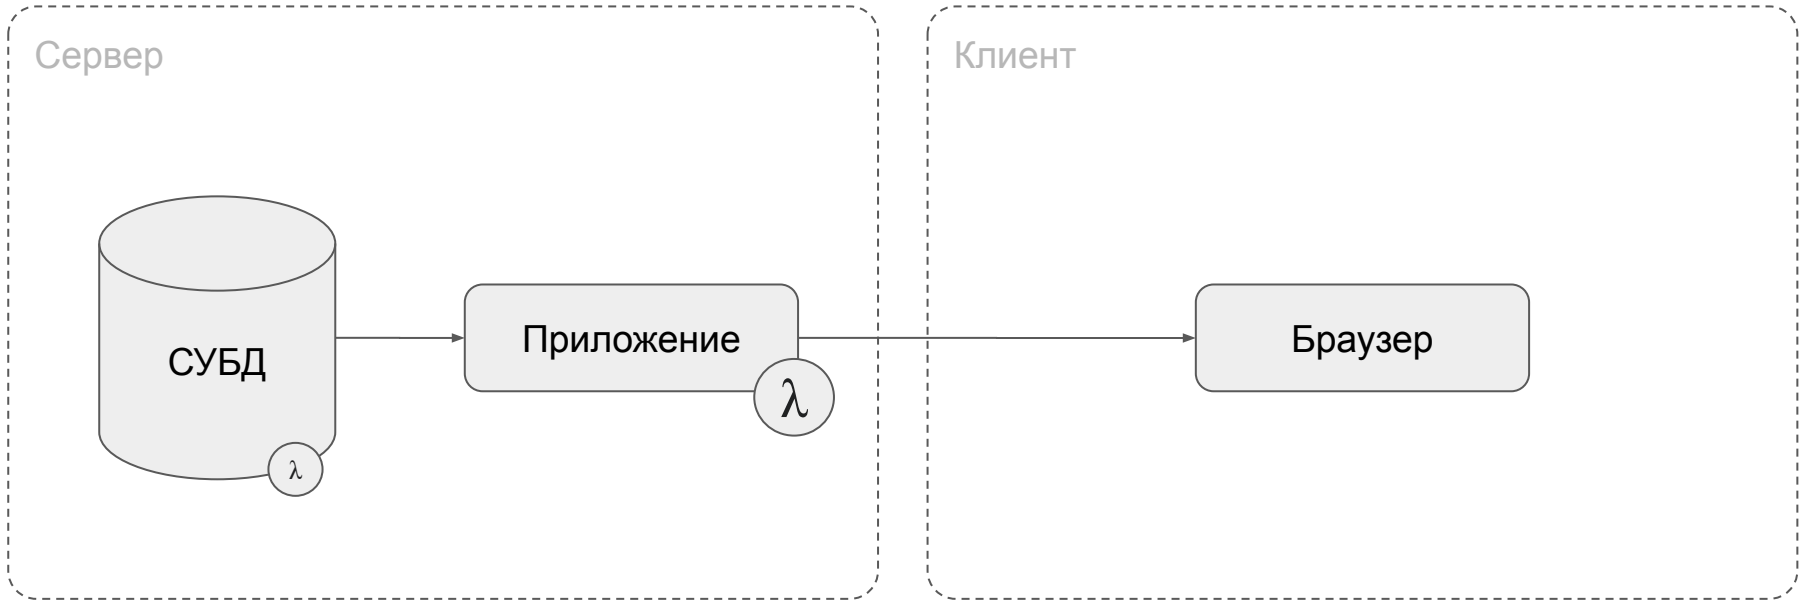 Сервер
Клиент
СУБД
Приложение
Браузер
λ
λ